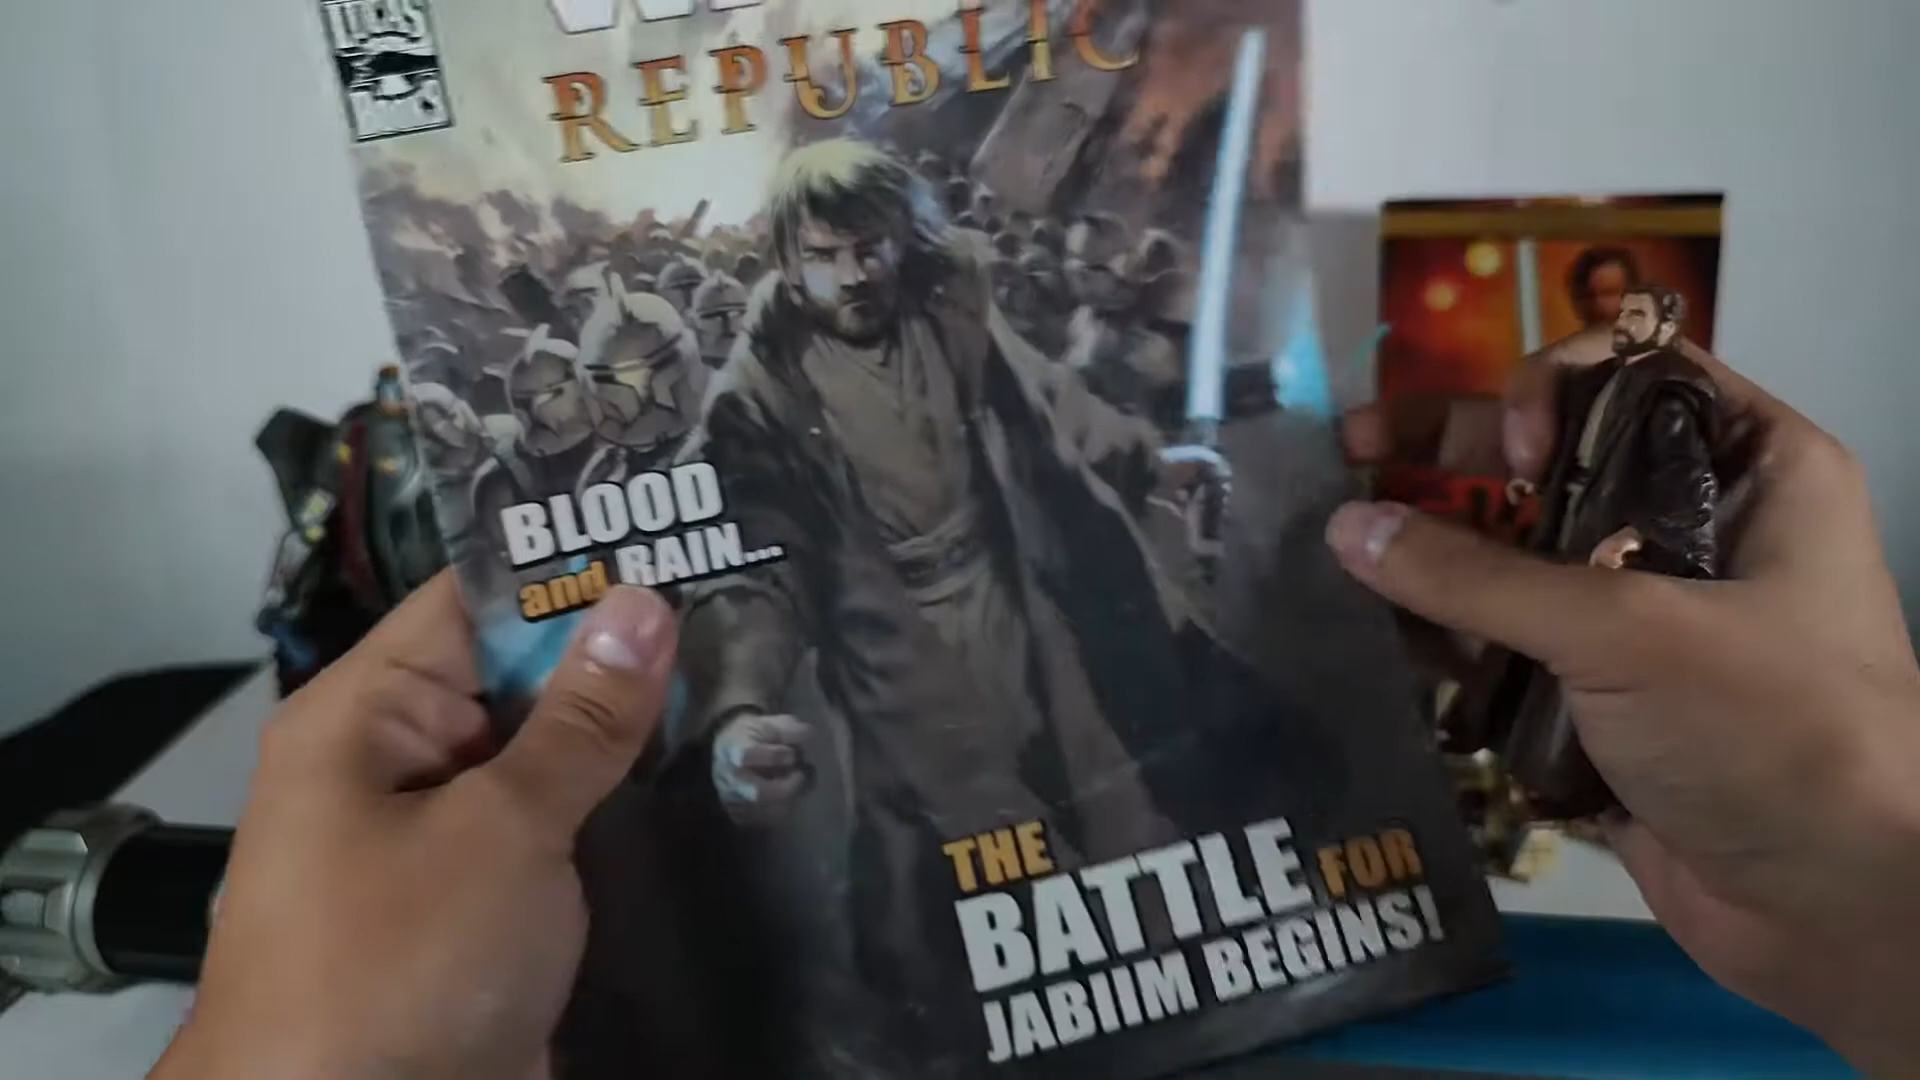 REPUBLIC
BLOOD
and RAIN...
THE
BATTLE FOR
JABIIM BEGINS!